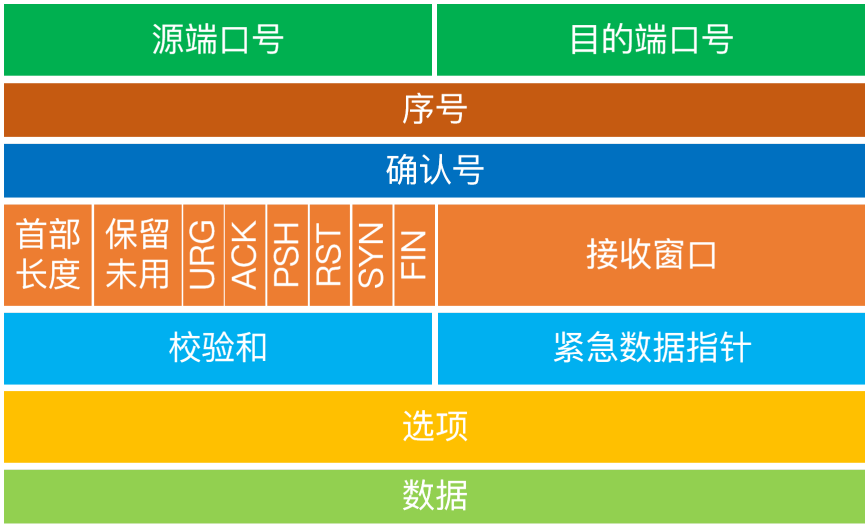 源端口号
目的端口号
序号
确认号
首部
长度
保留
未用
URG
ACK
PSH
RST
SYN
FIN
接收窗口
校验和
紧急数据指针
选项
数据